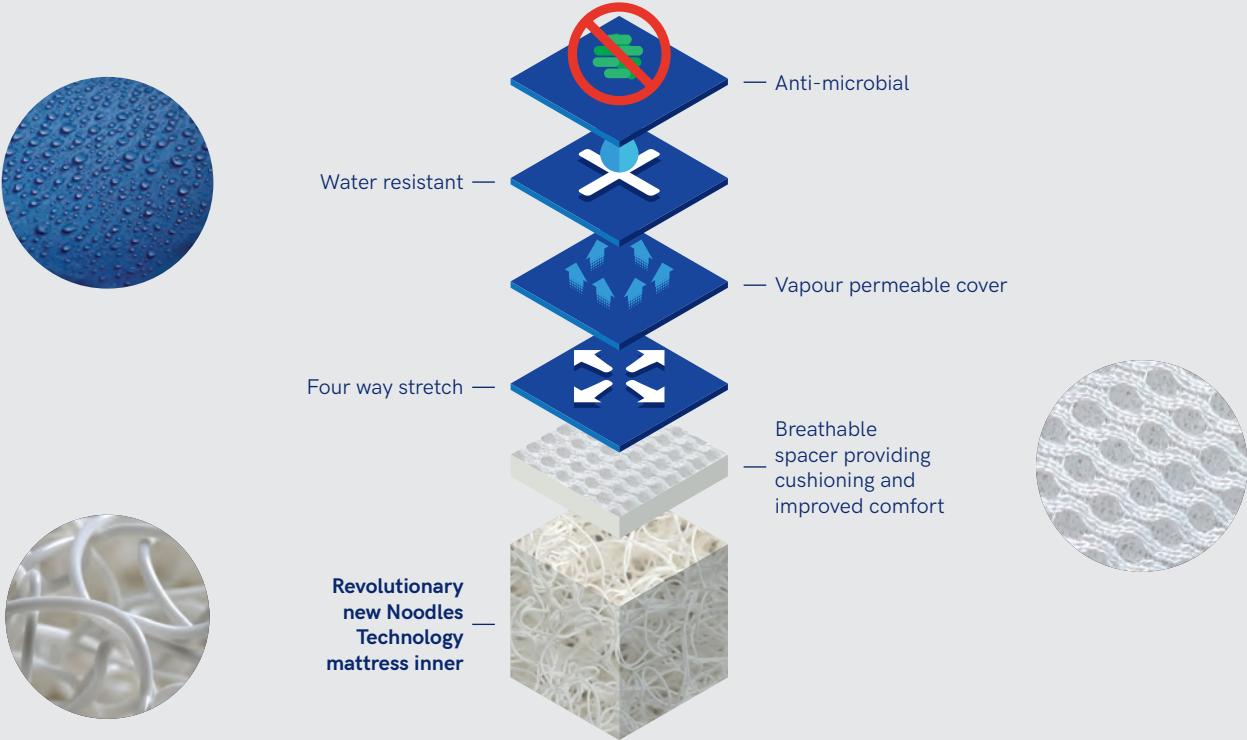 Anti-microbial
Water resistant
Vapour permeable cover
Four way stretch
Breathable
spacer providing
cushioning and
improved comfort
Revolutionary
new Noodles
Technology
mattress inner